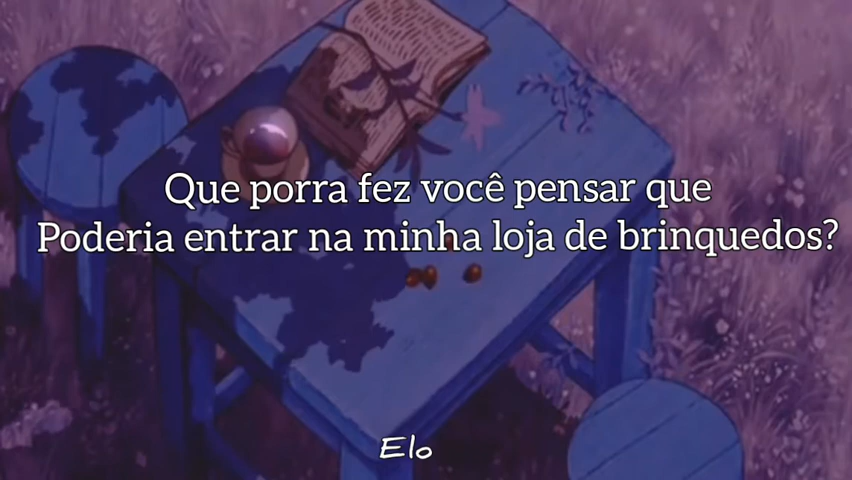 Que porra fez você pensar que
Poderia entrar na minha loja de brinquedos?
Elo